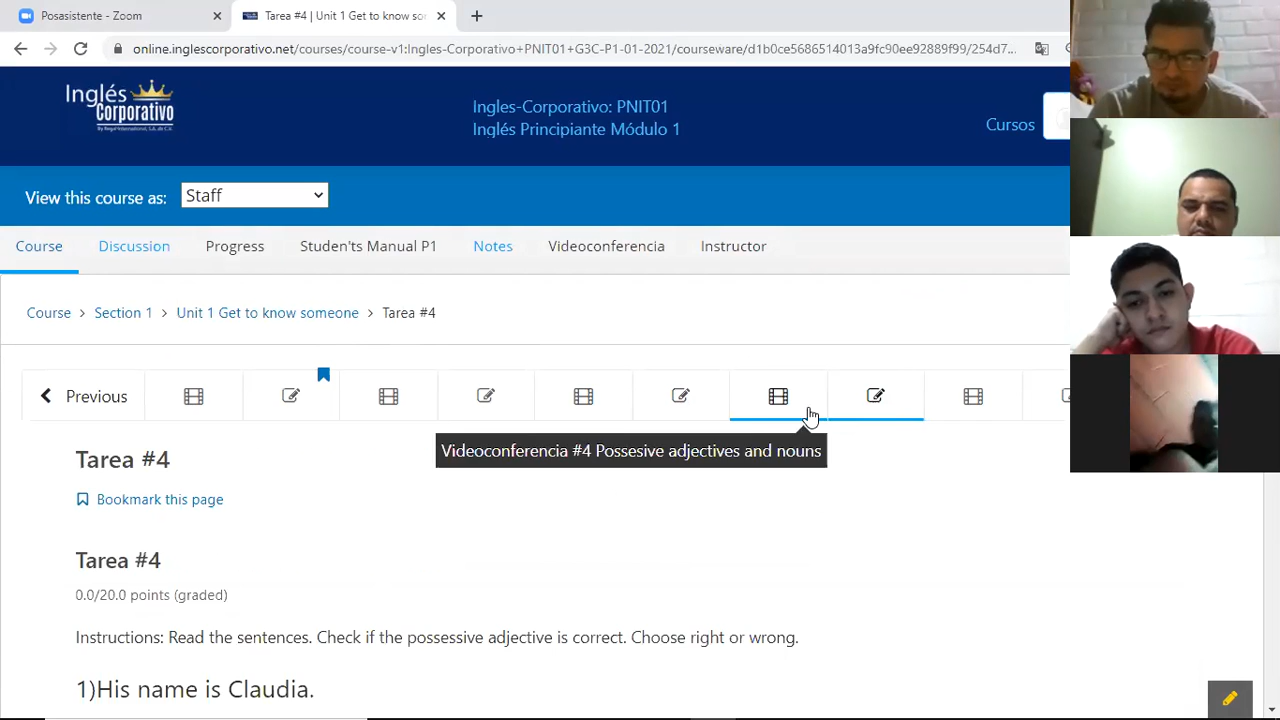 Posasistente - Zoom
Tarea #4 | Unit 1 Get to know so
online.inglescorporativo.net/courses/course-v1:Ingles-Corporativo+PNIT01+G3C-P1-01-2021/courseware/d1b0ce5686514013a9fc90ee92889f99/254d7...
Inglés
Corporativo
By Regal International, S.A. de C.V.
Ingles-Corporativo: PNIT01
Inglés Principiante Módulo 1
Cursos
View this course as: Staff
Course Discussion Progress Studen'ts Manual P1 Notes Videoconferencia Instructor
Course > Section 1 > Unit 1 Get to know someone > Tarea #4
Previous
Videoconferencia #4 Possesive adjectives and nouns
Tarea #4
Bookmark this page
Tarea #4
0.0/20.0 points (graded)
Instructions: Read the sentences. Check if the possessive adjective is correct. Choose right or wrong.
1)His name is Claudia.